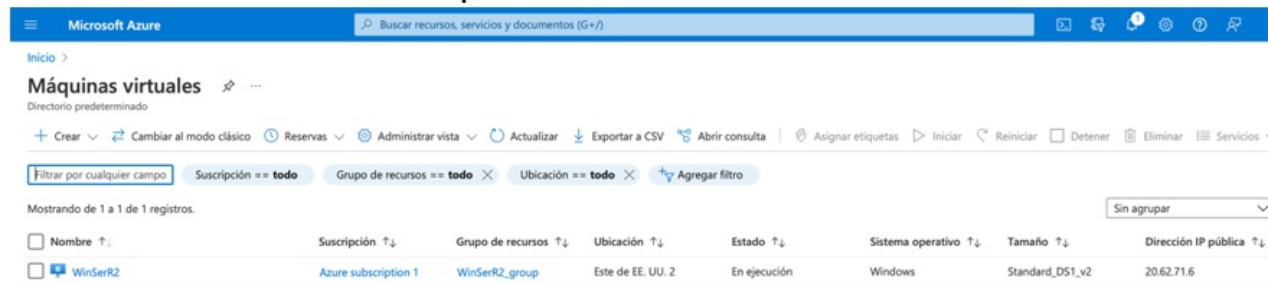 Microsoft Azure
Buscar recursos, servicios y documentos (G+/)
1
Inicio >
Máquinas virtuales
Directorio predeterminado
Crear Cambiar al modo clásico Reservas Administrar vista Actualizar Exportar a CSV Abrir consulta Asignar etiquetas Iniciar Reiniciar Detener Eliminar Servicios
Filtrar por cualquier campo Suscripción == todo Grupo de recursos == todo Ubicación == todo Agregar filtro
Mostrando de 1 a 1 de 1 registros.
Sin agrupar
Nombre Suscripción Grupo de recursos Ubicación Estado Sistema operativo Tamaño Dirección IP pública
WinSerR2 Azure subscription 1 WinSerR2_group Este de EE. UU. 2 En ejecución Windows Standard_DS1_v2 20.62.71.6